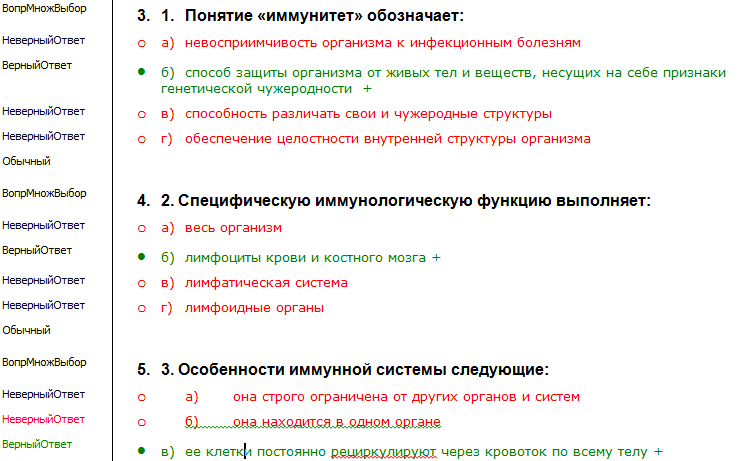 ВопрМножВыбор 3. 1. Понятие «иммунитет» обозначает:
НеверныйОтвет о а) невосприимчивость организма к инфекционным болезням
ВерныйОтвет • б) способ защиты организма от живых тел и веществ, несущих на себе признаки
генетической чужеродности +
НеверныйОтвет о в) способность различать свои и чужеродные структуры
НеверныйОтвет о г) обеспечение целостности внутренней структуры организма
Обычный
ВопрМножВыбор 4. 2. Специфическую иммунологическую функцию выполняет:
НеверныйОтвет о а) весь организм
ВерныйОтвет • б) лимфоциты крови и костного мозга +
НеверныйОтвет о в) лимфатическая система
НеверныйОтвет о г) лимфоидные органы
Обычный
ВопрМножВыбор 5. 3. Особенности иммунной системы следующие:
НеверныйОтвет о а) она строго ограничена от других органов и систем
НеверныйОтвет о б) она находится в одном органе
ВерныйОтвет • в) ее клетки постоянно рециркулируют через кровоток по всему телу +